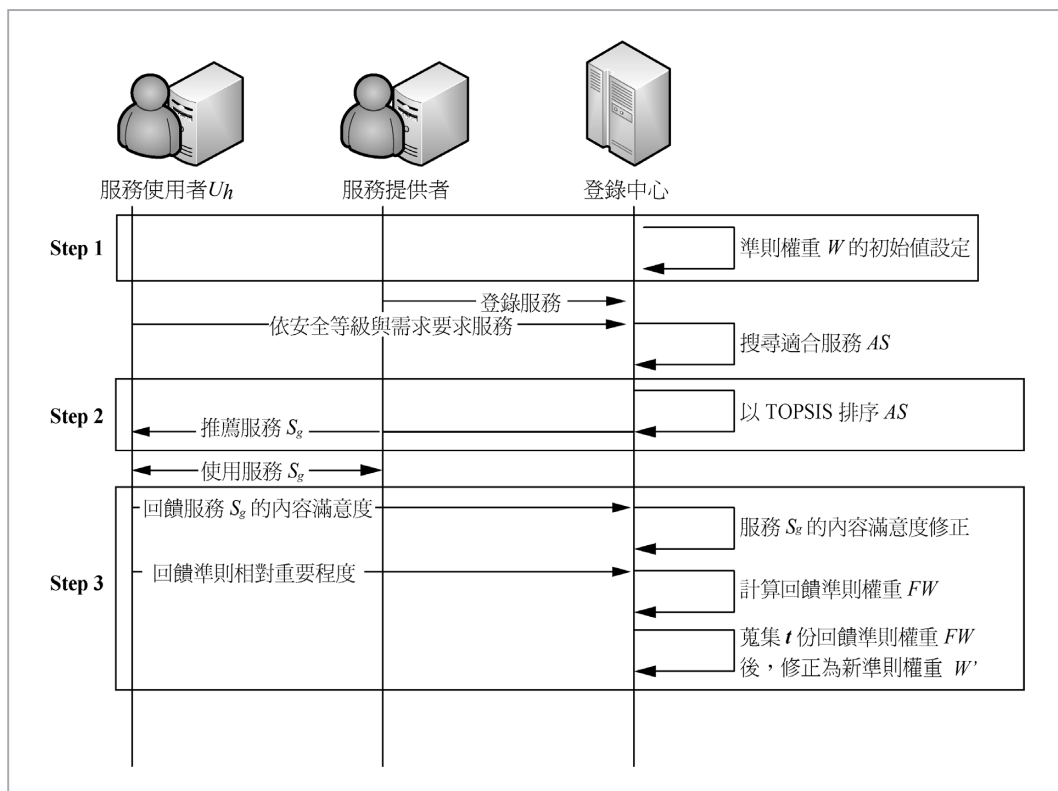 服務使用者Uh
服務提供者
登錄中心
Step 1
準則權重 W 的初始值設定
登錄服務
依安全等級與需求要求服務
搜尋適合服務 AS
Step 2
以 TOPSIS 排序 AS
推薦服務 Sg
使用服務 Sg
Step 3
回饋服務 Sg 的內容滿意度
服務 Sg 的內容滿意度修正
回饋準則相對重要程度
計算回饋準則權重 FW
蒐集 t 份回饋準則權重 FW
後，修正為新準則權重 W’